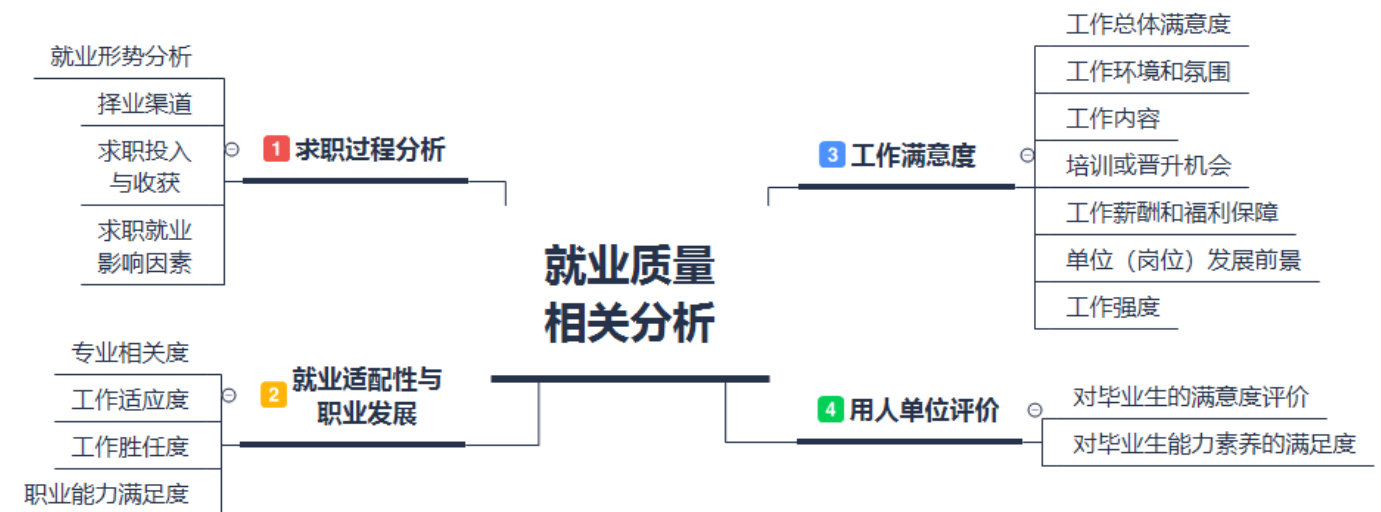 就业质量
相关分析
1 求职过程分析
就业形势分析
择业渠道
求职投入
与收获
求职就业
影响因素
2 就业适配性与
职业发展
专业相关度
工作适应度
工作胜任度
职业能力满足度
3 工作满意度
工作总体满意度
工作环境和氛围
工作内容
培训或晋升机会
工作薪酬和福利保障
单位（岗位）发展前景
工作强度
4 用人单位评价
对毕业生的满意度评价
对毕业生能力素养的满足度